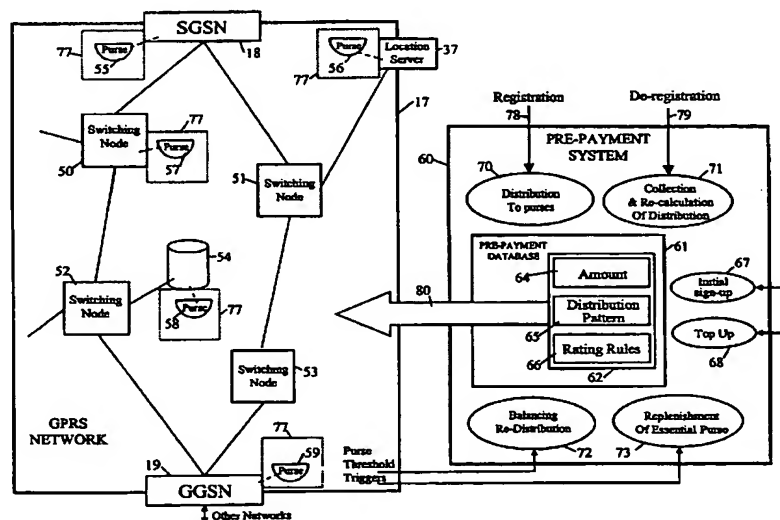 SGSN
18
77
Purse
55
77
Purse
56
Location
Server
37
17
Switching
Node
50
77
Purse
57
51
Switching
Node
52
Switching
Node
54
Purse
58
77
Switching
Node
53
GPRS
NETWORK
77
Purse
59
19
GGSN
Other Networks
Purse
Threshold
Triggers
Registration
78
De-registration
79
60
PRE-PAYMENT
SYSTEM
70
Distribution
To purses
71
Collection
& Re-calculation
Of Distribution
PRE-PAYMENT
DATABASE
61
64
Amount
65
Distribution
Pattern
66
Rating Rules
62
80
67
Initial
sign-up
Top Up
68
Balancing
Re-Distribution
72
Replenishment
Of Essential Purse
73